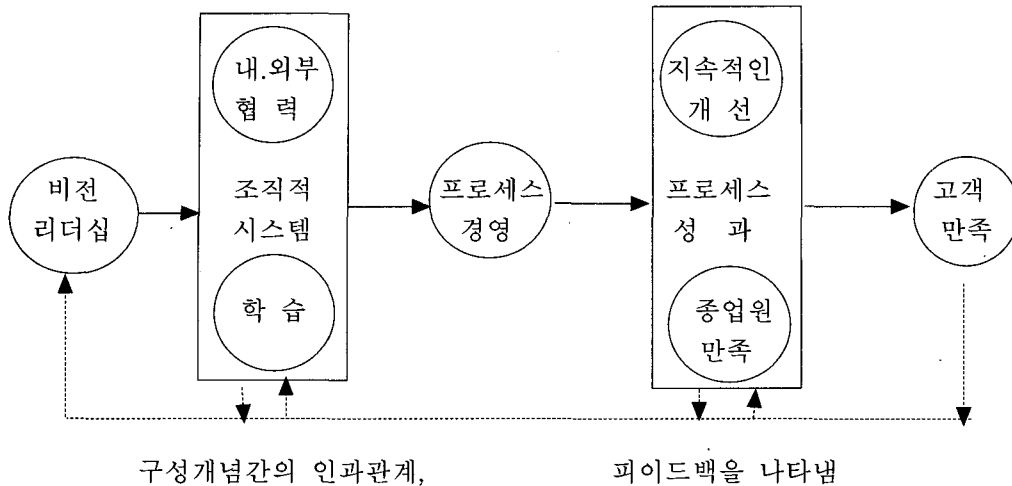 내.외부
협 력
지속적인
개 선
비전
리더십
조직적
시스템
프로세스
경영
프로세스
성 과
고객
만족
학 습
종업원
만족
구성개념간의 인과관계,
피이드백을 나타냄